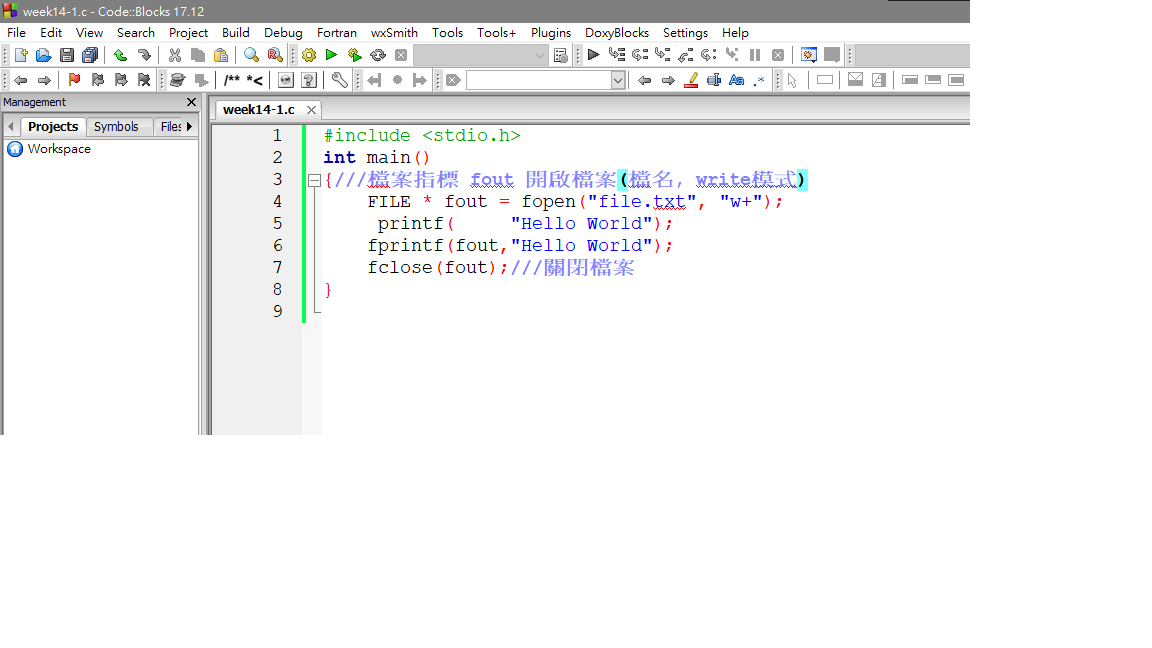 week14-1.c - Code::Blocks 17.12
File Edit View Search Project Build Debug Fortran wxSmith Tools Tools+ Plugins DoxyBlocks Settings Help
/** *<
Aa .*
Management
week14-1.c
Projects Symbols Files
Workspace
1 #include <stdio.h>
2 int main()
3 {///檔案指標 fout 開啟檔案(檔名, write模式)
4 FILE * fout = fopen("file.txt", "w+");
5 printf( "Hello World");
6 fprintf(fout,"Hello World");
7 fclose(fout);///關閉檔案
8 }
9